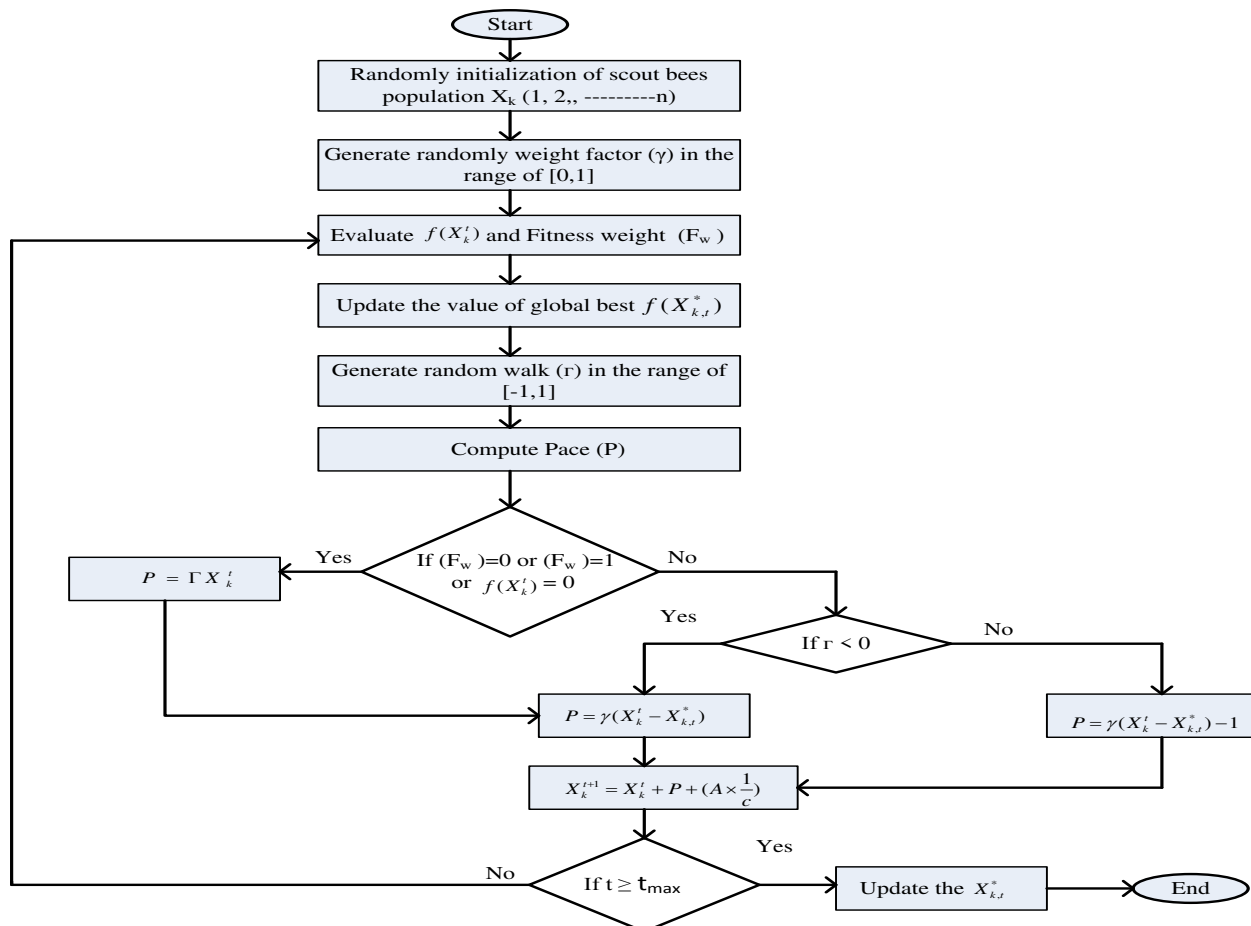 Start
Randomly initialization of scout bees
population X_k (1, 2,, ---------n)
Generate randomly weight factor (γ) in the
range of [0,1]
Evaluate f(X_k^t) and Fitness weight (F_w )
Update the value of global best f(X_{k,t}^*)
Generate random walk (г) in the range of
[-1,1]
Compute Pace (P)
If (F_w)=0 or (F_w)=1
or f(X_k^t) = 0
Yes
No
P = Γ X_k^t
If г < 0
Yes
No
P = γ(X_k^t − X_{k,t}^*)
P = γ(X_k^t − X_{k,t}^*) − 1
X_k^{t+1} = X_k^t + P + (A × 1/c)
If t ≥ t_max
No
Yes
Update the X_{k,t}^*
End